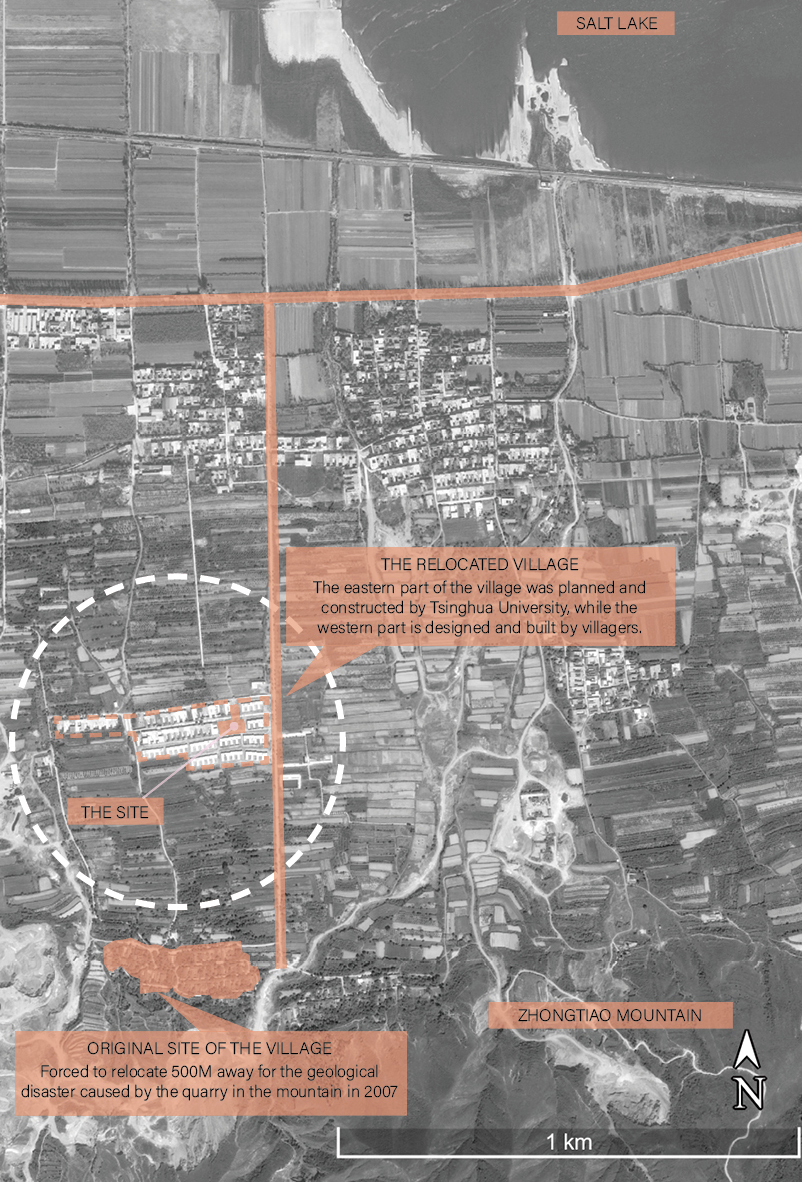 SALT LAKE
THE RELOCATED VILLAGE
The eastern part of the village was planned and
constructed by Tsinghua University, while the
western part is designed and built by villagers.
THE SITE
ZHONGTIAO MOUNTAIN
ORIGINAL SITE OF THE VILLAGE
Forced to relocate 500M away for the geological
disaster caused by the quarry in the mountain in 2007
N
1 km